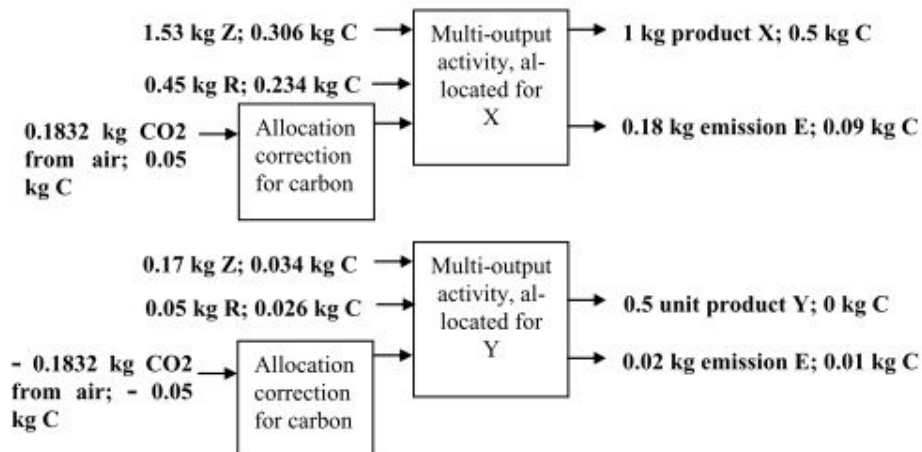 1.53 kg Z; 0.306 kg C
0.45 kg R; 0.234 kg C
0.1832 kg CO2
from air; 0.05
kg C
Allocation
correction
for carbon
Multi-output
activity, al-
located for
X
1 kg product X; 0.5 kg C
0.18 kg emission E; 0.09 kg C
0.17 kg Z; 0.034 kg C
0.05 kg R; 0.026 kg C
- 0.1832 kg CO2
from air; - 0.05
kg C
Allocation
correction
for carbon
Multi-output
activity, al-
located for
Y
0.5 unit product Y; 0 kg C
0.02 kg emission E; 0.01 kg C